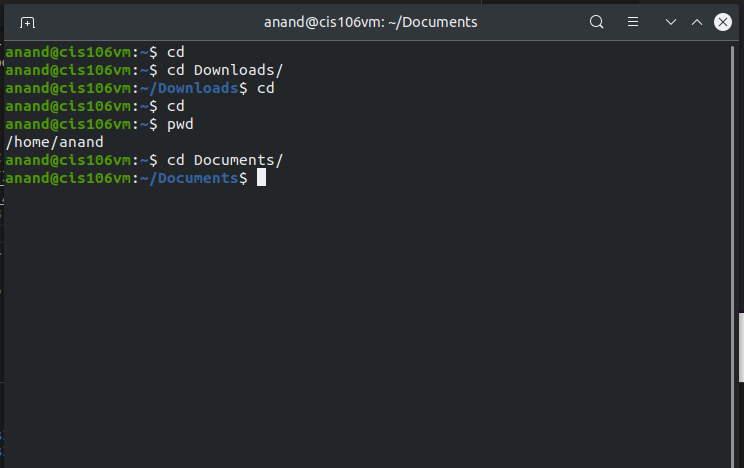 anand@cis106vm: ~/Documents
anand@cis106vm:~$ cd
anand@cis106vm:~$ cd Downloads/
anand@cis106vm:~/Downloads$ cd
anand@cis106vm:~$ cd
anand@cis106vm:~$ pwd
/home/anand
anand@cis106vm:~$ cd Documents/
anand@cis106vm:~/Documents$